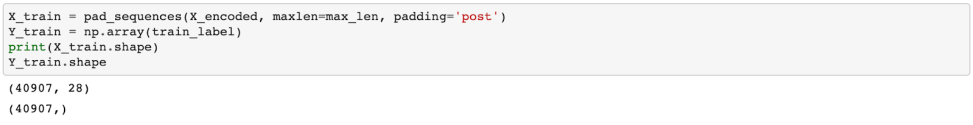 X_train = pad_sequences(X_encoded, maxlen=max_len, padding='post')
Y_train = np.array(train_label)
print(X_train.shape)
Y_train.shape
(40907, 28)
(40907,)